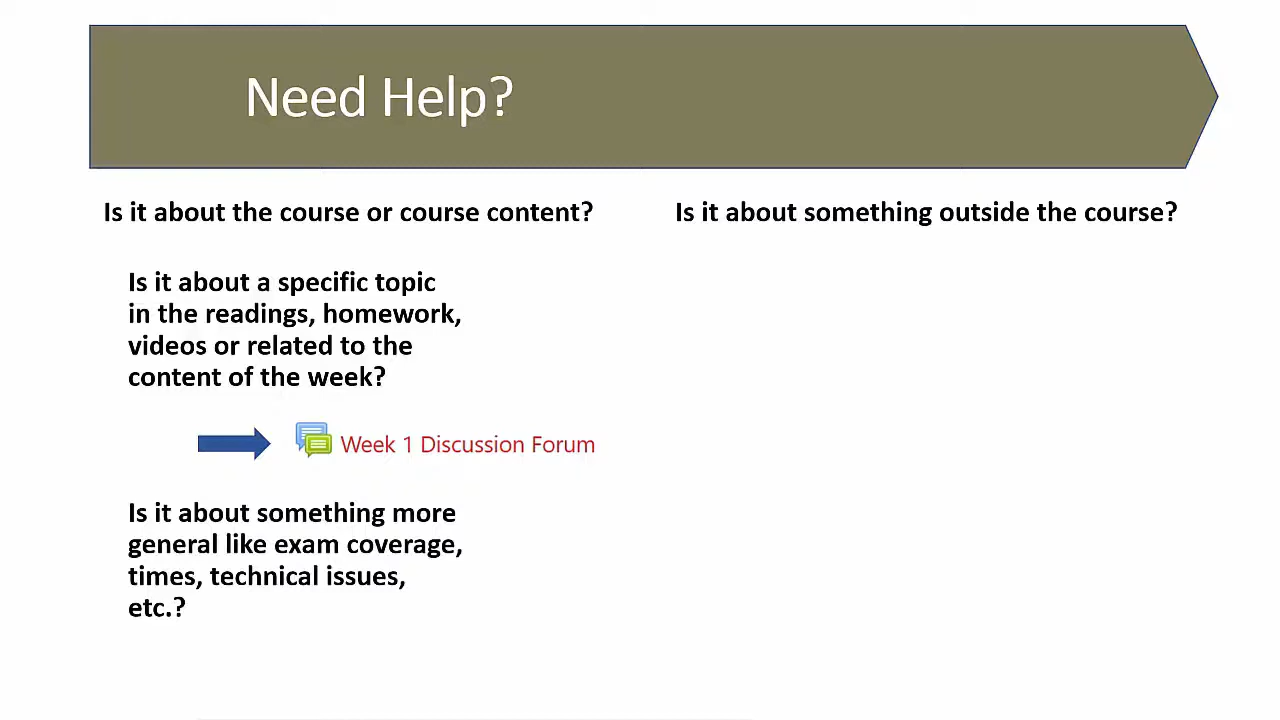 Need Help?
Is it about the course or course content?
Is it about something outside the course?
Is it about a specific topic
in the readings, homework,
videos or related to the
content of the week?
Week 1 Discussion Forum
Is it about something more
general like exam coverage,
times, technical issues,
etc.?